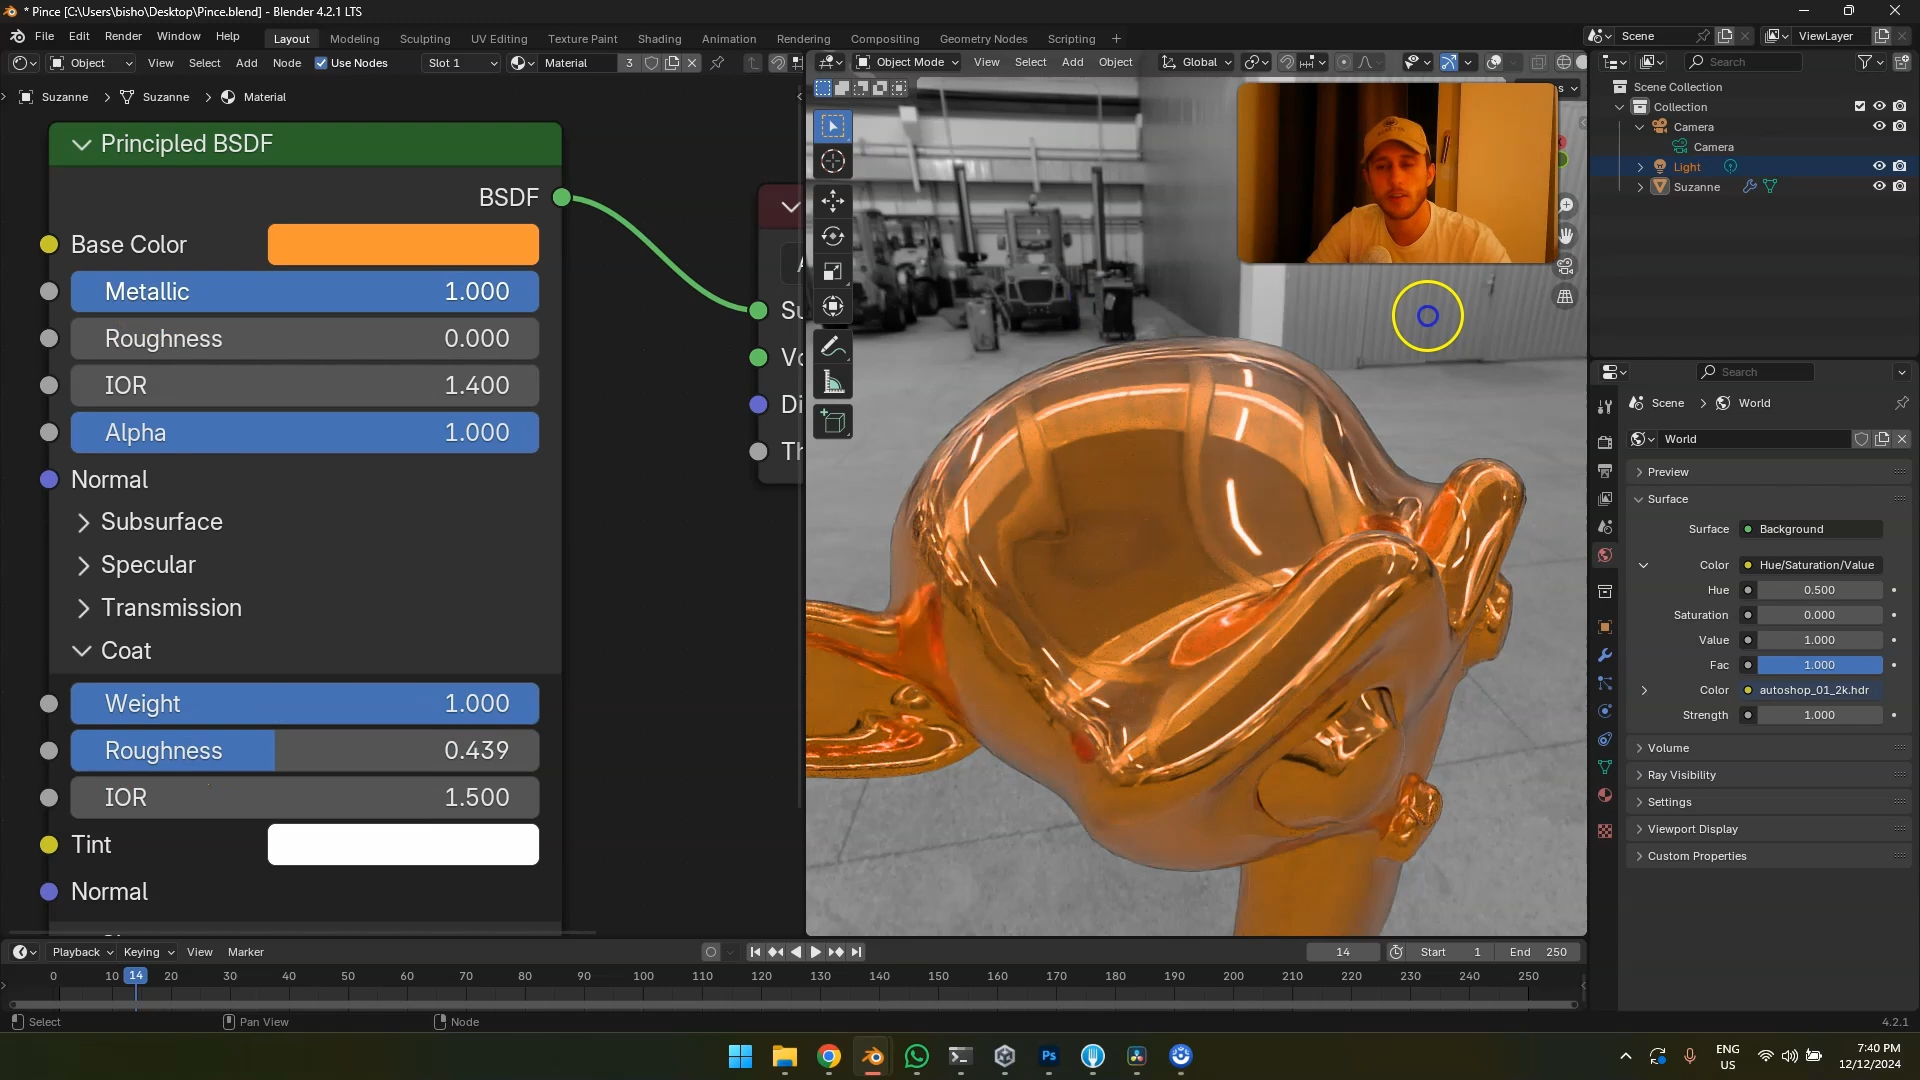 * Pince [C:\Users\bisho\Desktop\Pince.blend] - Blender 4.2.1 LTS
File Edit Render Window Help
Layout Modeling Sculpting UV Editing Texture Paint Shading Animation Rendering Compositing Geometry Nodes Scripting +
Scene ViewLayer
Object View Select Add Node Use Nodes Slot 1 Material 3
Object Mode View Select Add Object Global
Search
Suzanne > Suzanne > Material
Principled BSDF
BSDF
Base Color
Metallic 1.000
Roughness 0.000
IOR 1.400
Alpha 1.000
Normal
Subsurface
Specular
Transmission
Coat
Weight 1.000
Roughness 0.439
IOR 1.500
Tint
Normal
Scene Collection
Collection
Camera
Camera
Light
Suzanne
Search
Scene > World
World
Preview
Surface
Surface Background
Color Hue/Saturation/Value
Hue 0.500
Saturation 0.000
Value 1.000
Fac 1.000
Color autoshop_01_2k.hdr
Strength 1.000
Volume
Ray Visibility
Settings
Viewport Display
Custom Properties
Playback Keying View Marker
14 Start 1 End 250
0 10 14 20 30 40 50 60 70 80 90 100 110 120 130 140 150 160 170 180 190 200 210 220 230 240 250
Select Pan View Node
4.2.1
Ps
ENG
US
7:40 PM
12/12/2024